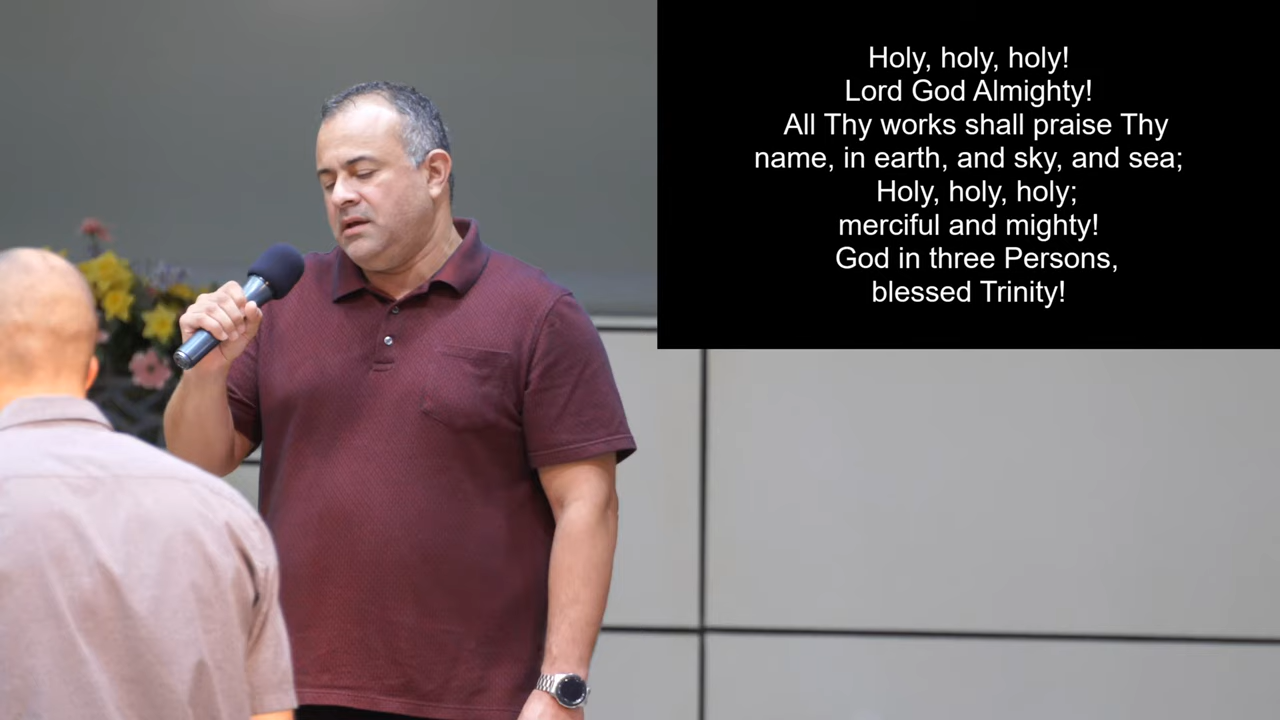 Holy, holy, holy!
Lord God Almighty!
All Thy works shall praise Thy
name, in earth, and sky, and sea;
Holy, holy, holy;
merciful and mighty!
God in three Persons,
blessed Trinity!